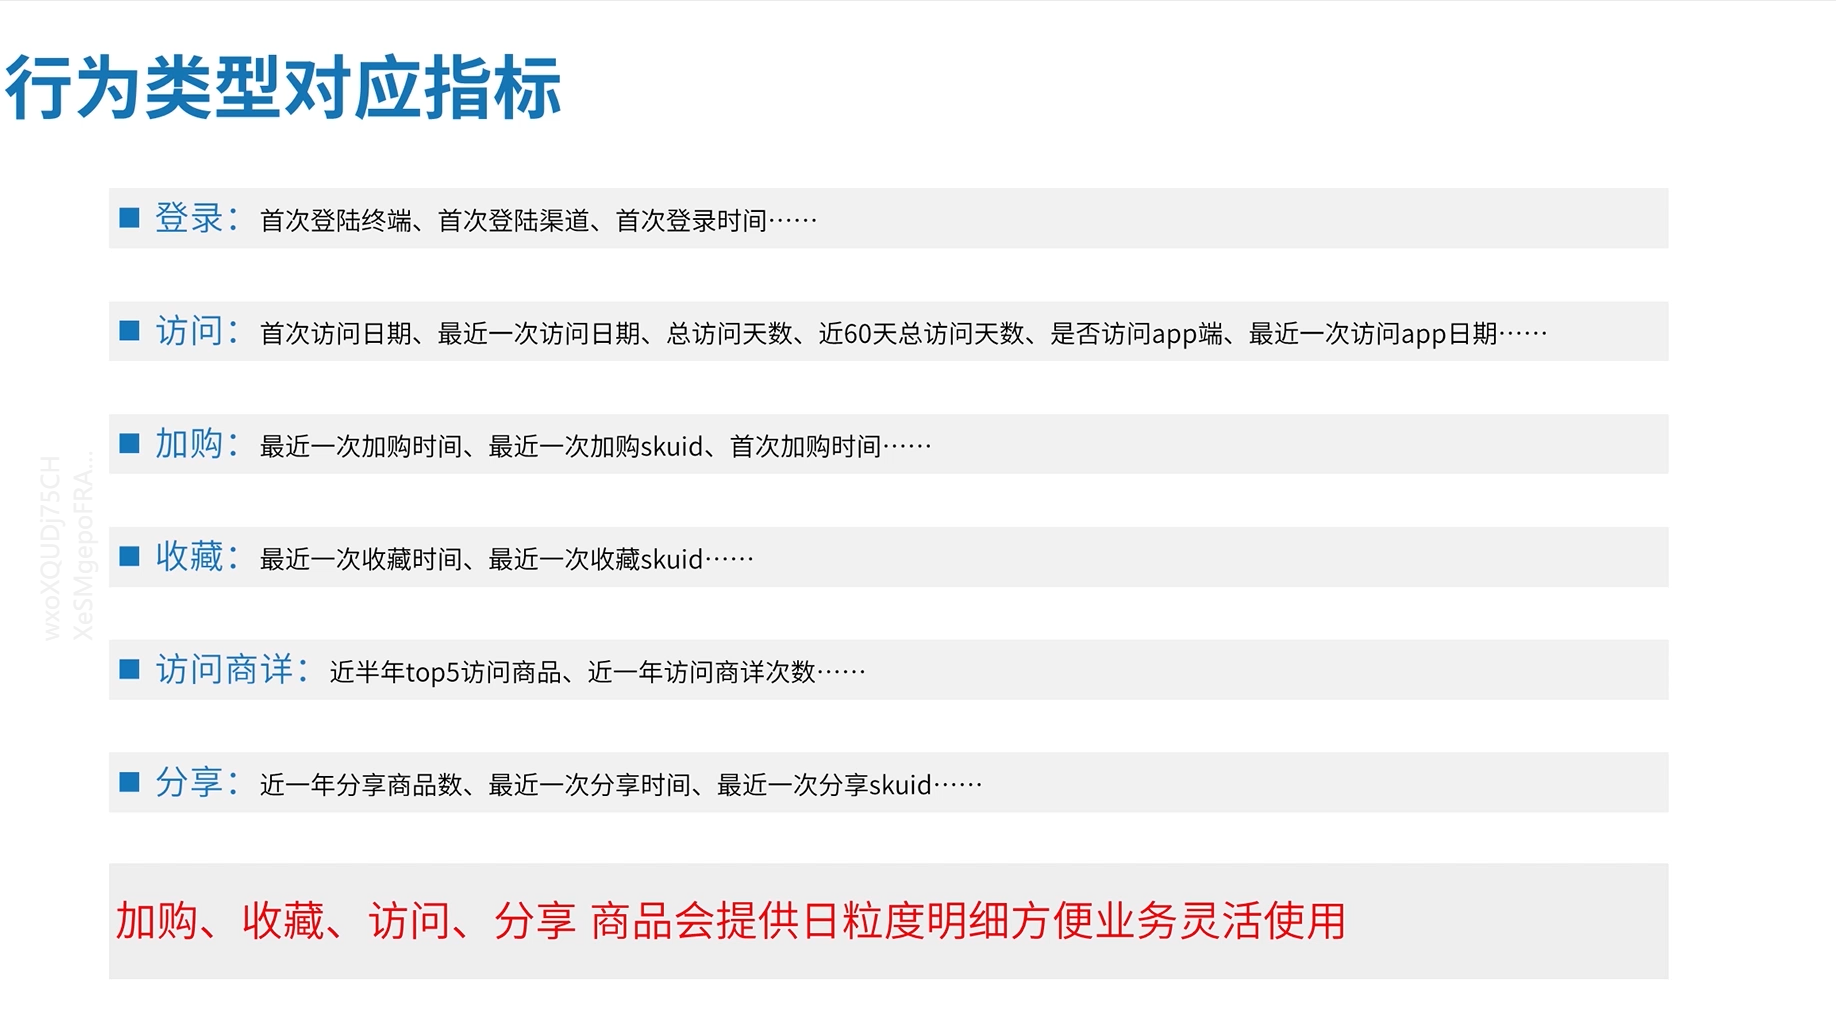 行为类型对应指标
■ 登录：首次登陆终端、首次登陆渠道、首次登录时间……
■ 访问：首次访问日期、最近一次访问日期、总访问天数、近60天总访问天数、是否访问app端、最近一次访问app日期……
■ 加购：最近一次加购时间、最近一次加购skuid、首次加购时间……
■ 收藏：最近一次收藏时间、最近一次收藏skuid……
■ 访问商详：近半年top5访问商品、近一年访问商详次数……
■ 分享：近一年分享商品数、最近一次分享时间、最近一次分享skuid……
加购、收藏、访问、分享 商品会提供日粒度明细方便业务灵活使用
wxoXQUDj75CH
XeSMgepoFRA...